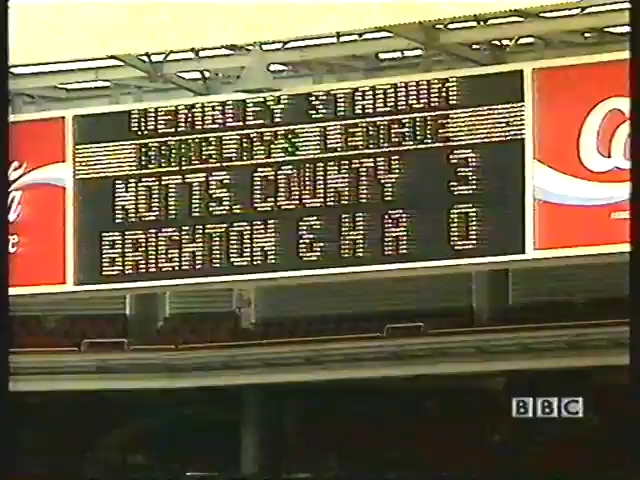 WEMBLEY STADIUM
BARCLAYS LEAGUE
NOTTS. COUNTY 3
BRIGHTON & H A 0
BBC